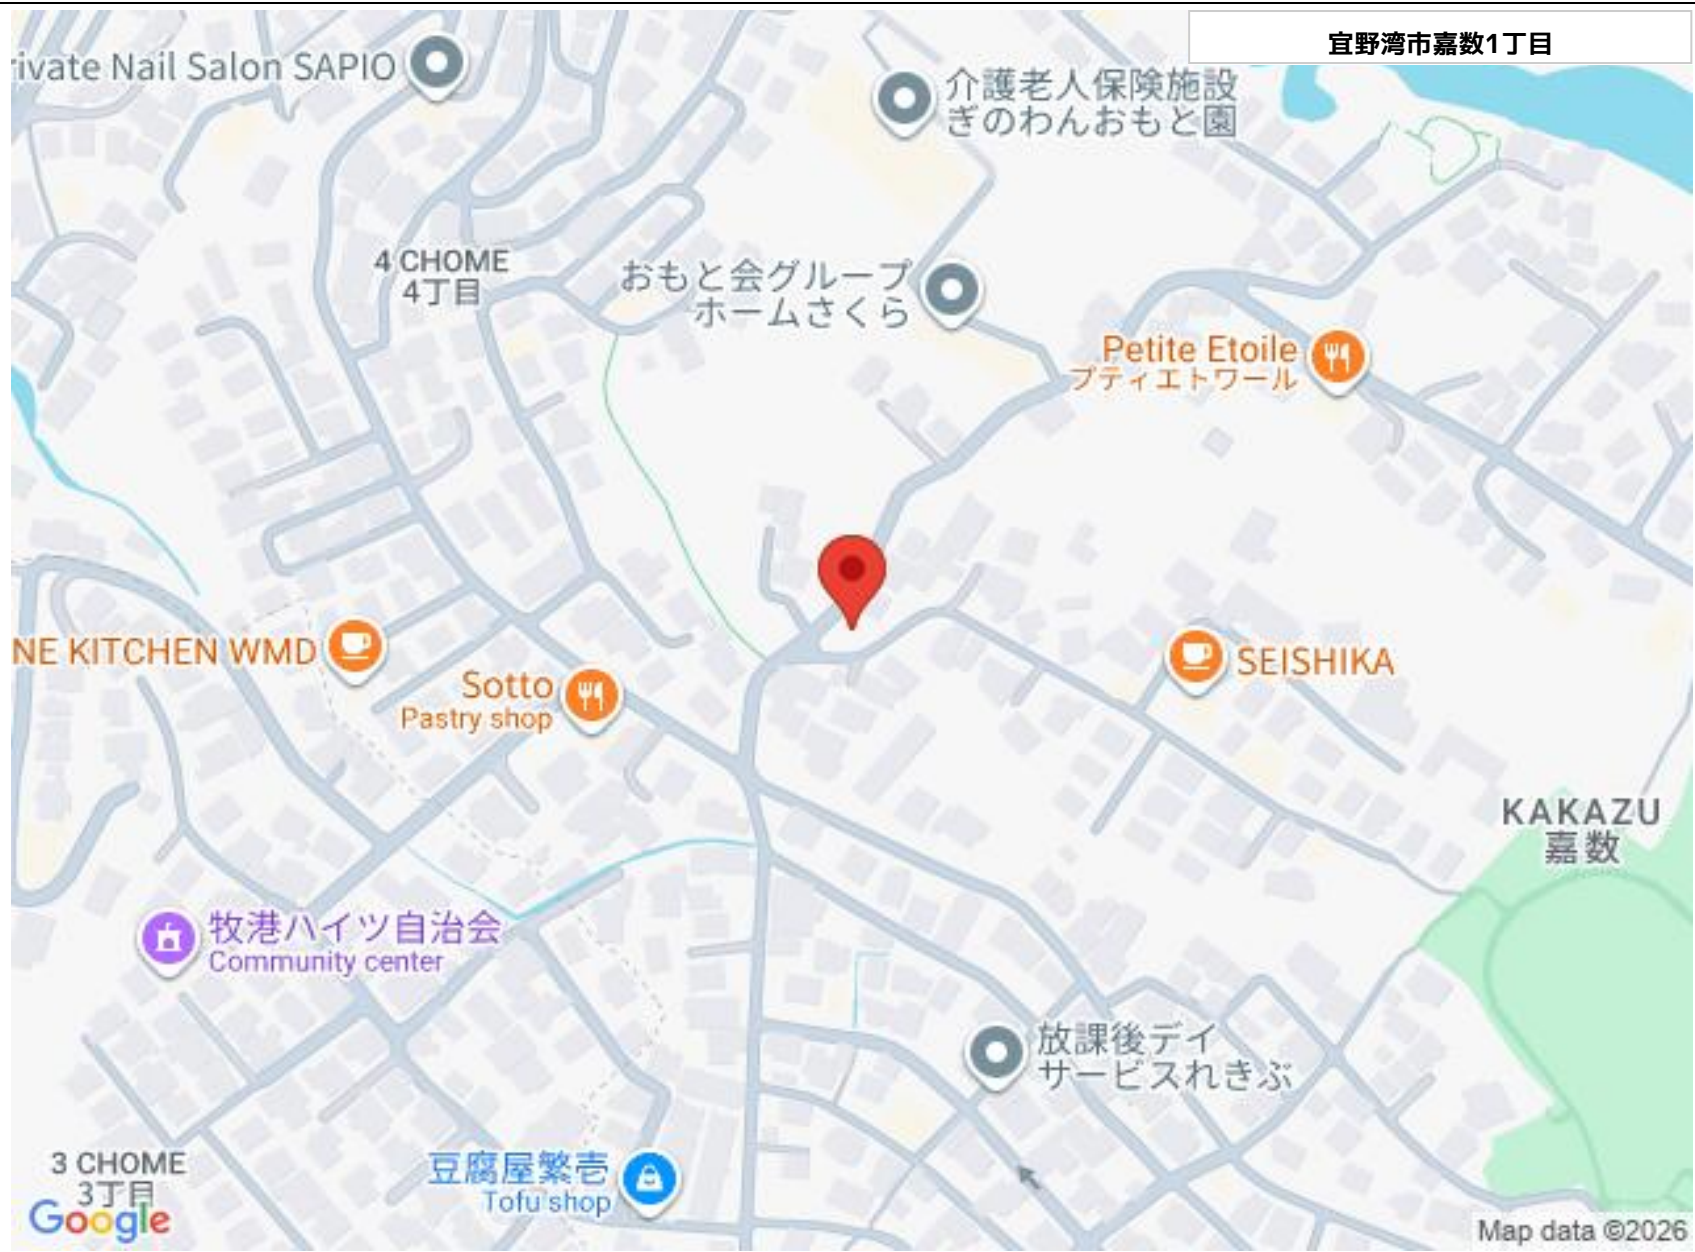 宜野湾市嘉数1丁目
rivate Nail Salon SAPIO
介護老人保険施設
ぎのわんおもと園
4 CHOME
4丁目
おもと会グループ
ホームさくら
Petite Etoile
プティエトワール
NE KITCHEN WMD
Sotto
Pastry shop
SEISHIKA
KAKAZU
嘉数
牧港ハイツ自治会
Community center
放課後デイ
サービスれきぶ
3 CHOME
3丁目
豆腐屋繁壱
Tofu shop
Google
Map data ©2026